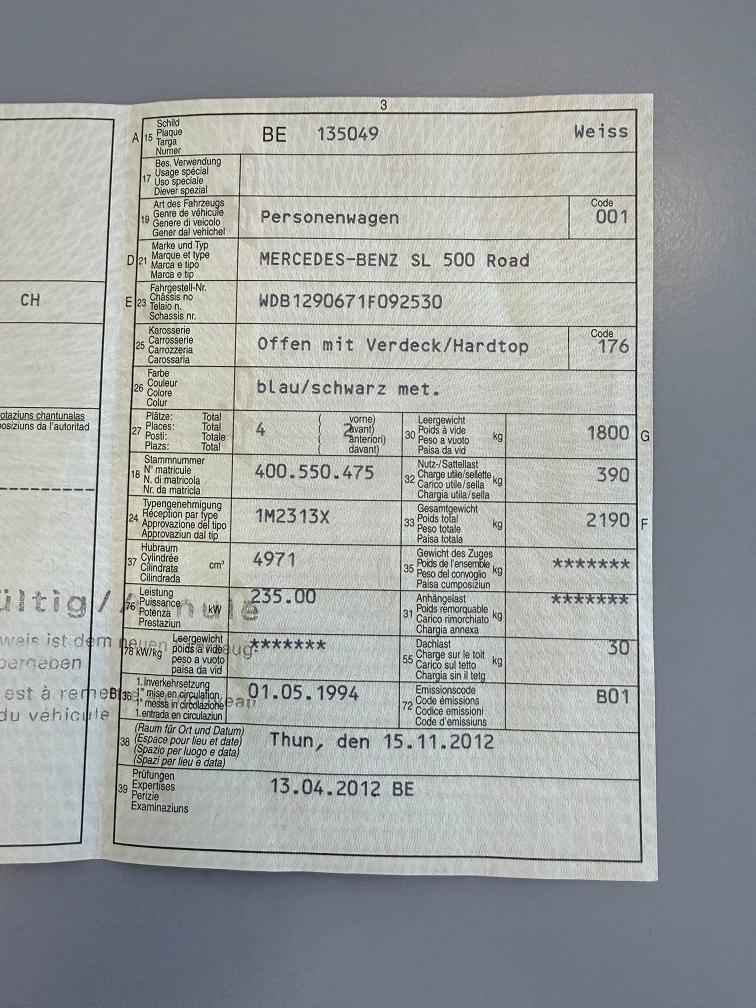 3
A 15 Schild
Plaque
Targa
Numer
BE 135049 Weiss
17 Bes. Verwendung
Usage spécial
Uso speciale
Diever spezial
19 Art des Fahrzeugs
Genre de véhicule
Genere di veicolo
Gener dal vehichel
Personenwagen
Code
001
D 21 Marke und Typ
Marque et type
Marca e tipo
Marca e tip
MERCEDES-BENZ SL 500 Road
CH
E 23 Fahrgestell-Nr.
Châssis no
Telaio n.
Schassis nr.
WDB1290671F092530
25 Karosserie
Carrosserie
Carrozzeria
Carossaria
Offen mit Verdeck/Hardtop
Code
176
26 Farbe
Couleur
Colore
Colur
blau/schwarz met.
otaziuns chantunalas
posiziuns da l'autoritad
27 Plätze: Total
Places: Total
Posti: Totale
Plazs: Total
4
vorne)
avant)
anteriori)
davant)
2
30 Leergewicht
Poids à vide
Peso a vuoto
Paisa da vid
kg
1800 G
18 Stammnummer
N° matricule
N. di matricola
Nr. da matricla
400.550.475
32 Nutz-/Sattellast
Charge utile/sellette
Carico utile/sella
Chargia utila/sella
kg
390
24 Typengenehmigung
Réception par type
Approvazione del tipo
Approvaziun dal tip
1M2313X
33 Gesamtgewicht
Poids total
Peso totale
Paisa totala
kg
2190 F
37 Hubraum
Cylindrée
Cilindrata
Cilindrada
cm³
4971
35 Gewicht des Zuges
Poids de l'ensemble
Peso del convoglio
Paisa cumposiziun
kg
*******
76 Leistung
Puissance
Potenza
Prestaziun
kW
235.00
31 Anhängelast
Poids remorquable
Carico rimorchiato
Chargia annexa
kg
*******
78 kW/kg Leergewicht
poids à vide
peso a vuoto
paisa da vid
*******
55 Dachlast
Charge sur le toit
Carico sul tetto
Chargia sin il tetg
kg
30
B 36 1. Inverkehrsetzung
1re mise en circulation
1a messa in circolazione
1. entrada en circulaziun
01.05.1994
72 Emissionscode
Code émissions
Codice emissioni
Code d'emissiuns
B01
38 (Raum für Ort und Datum)
(Espace pour lieu et date)
(Spazio per luogo e data)
(Spazi per lieu e data)
Thun, den 15.11.2012
39 Prüfungen
Expertises
Perizie
Examinaziuns
13.04.2012 BE
ültig /
weis ist dem neuen
bergeben
est à
du véhicule